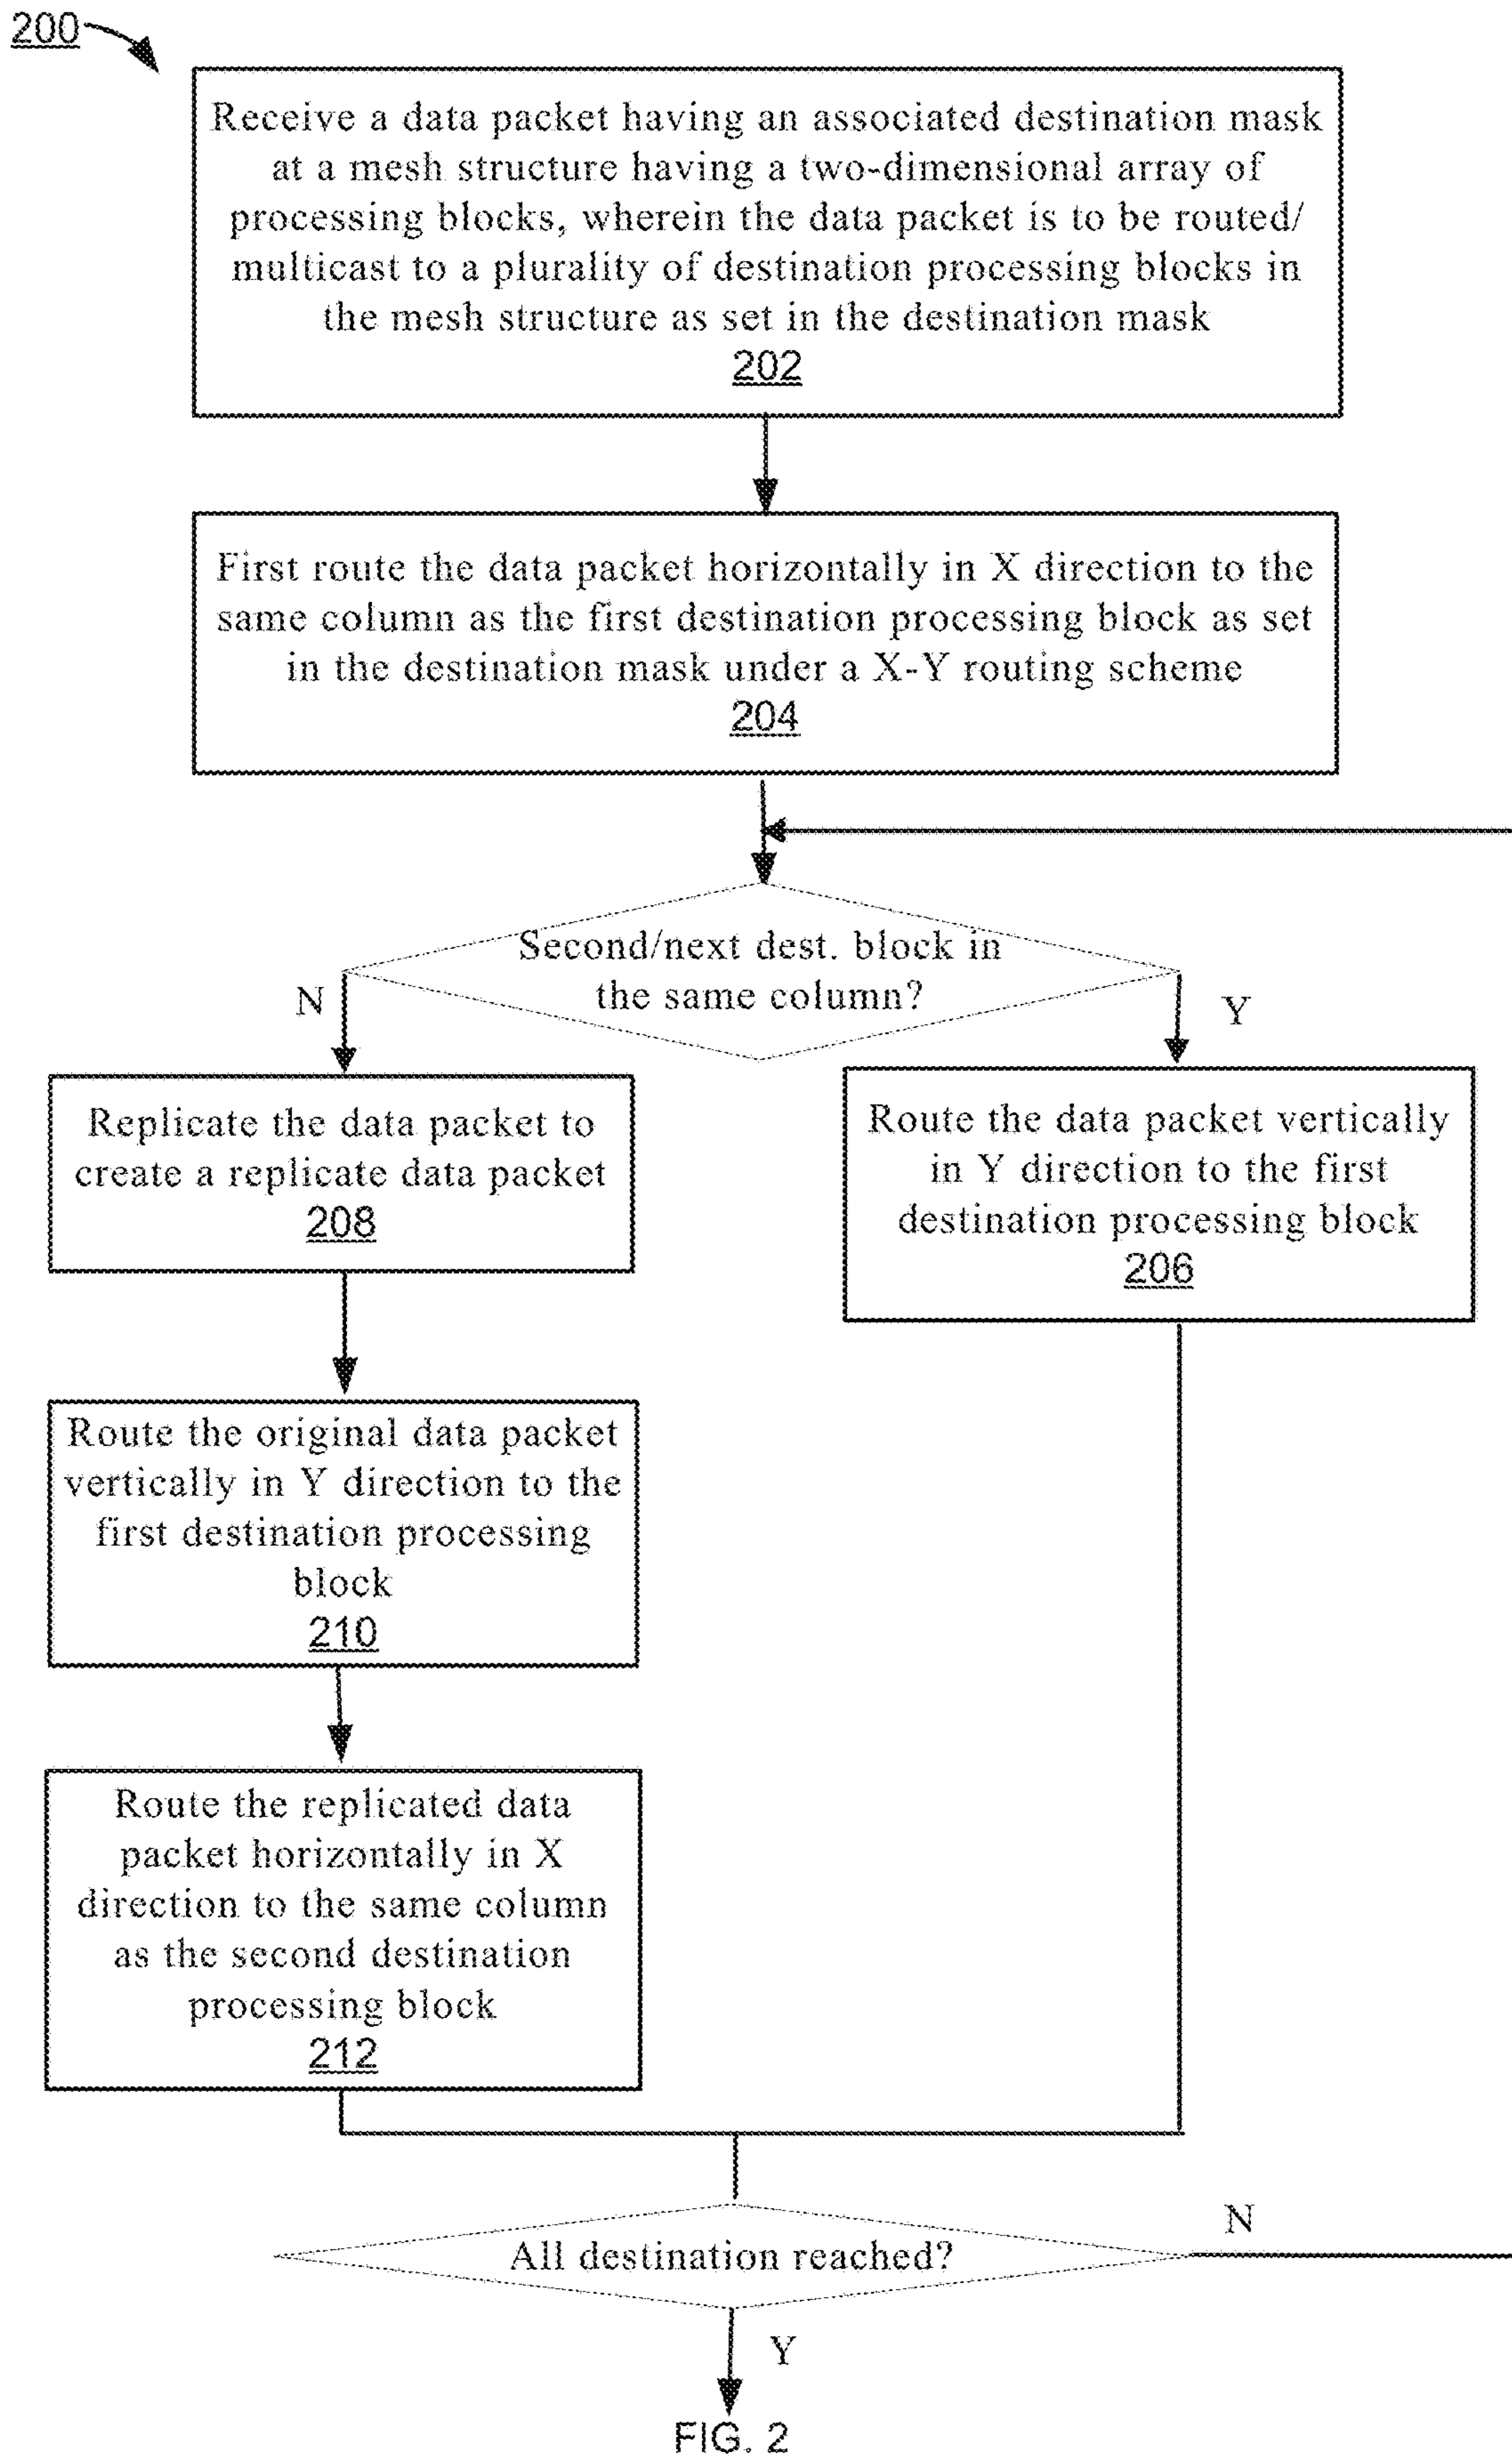 200
Receive a data packet having an associated destination mask
at a mesh structure having a two-dimensional array of
processing blocks, wherein the data packet is to be routed/
multicast to a plurality of destination processing blocks in
the mesh structure as set in the destination mask
202
First route the data packet horizontally in X direction to the
same column as the first destination processing block as set
in the destination mask under a X-Y routing scheme
204
Second/next dest. block in
the same column?
N
Y
Replicate the data packet to
create a replicate data packet
208
Route the data packet vertically
in Y direction to the first
destination processing block
206
Route the original data packet
vertically in Y direction to the
first destination processing
block
210
Route the replicated data
packet horizontally in X
direction to the same column
as the second destination
processing block
212
All destination reached?
N
Y
FIG. 2